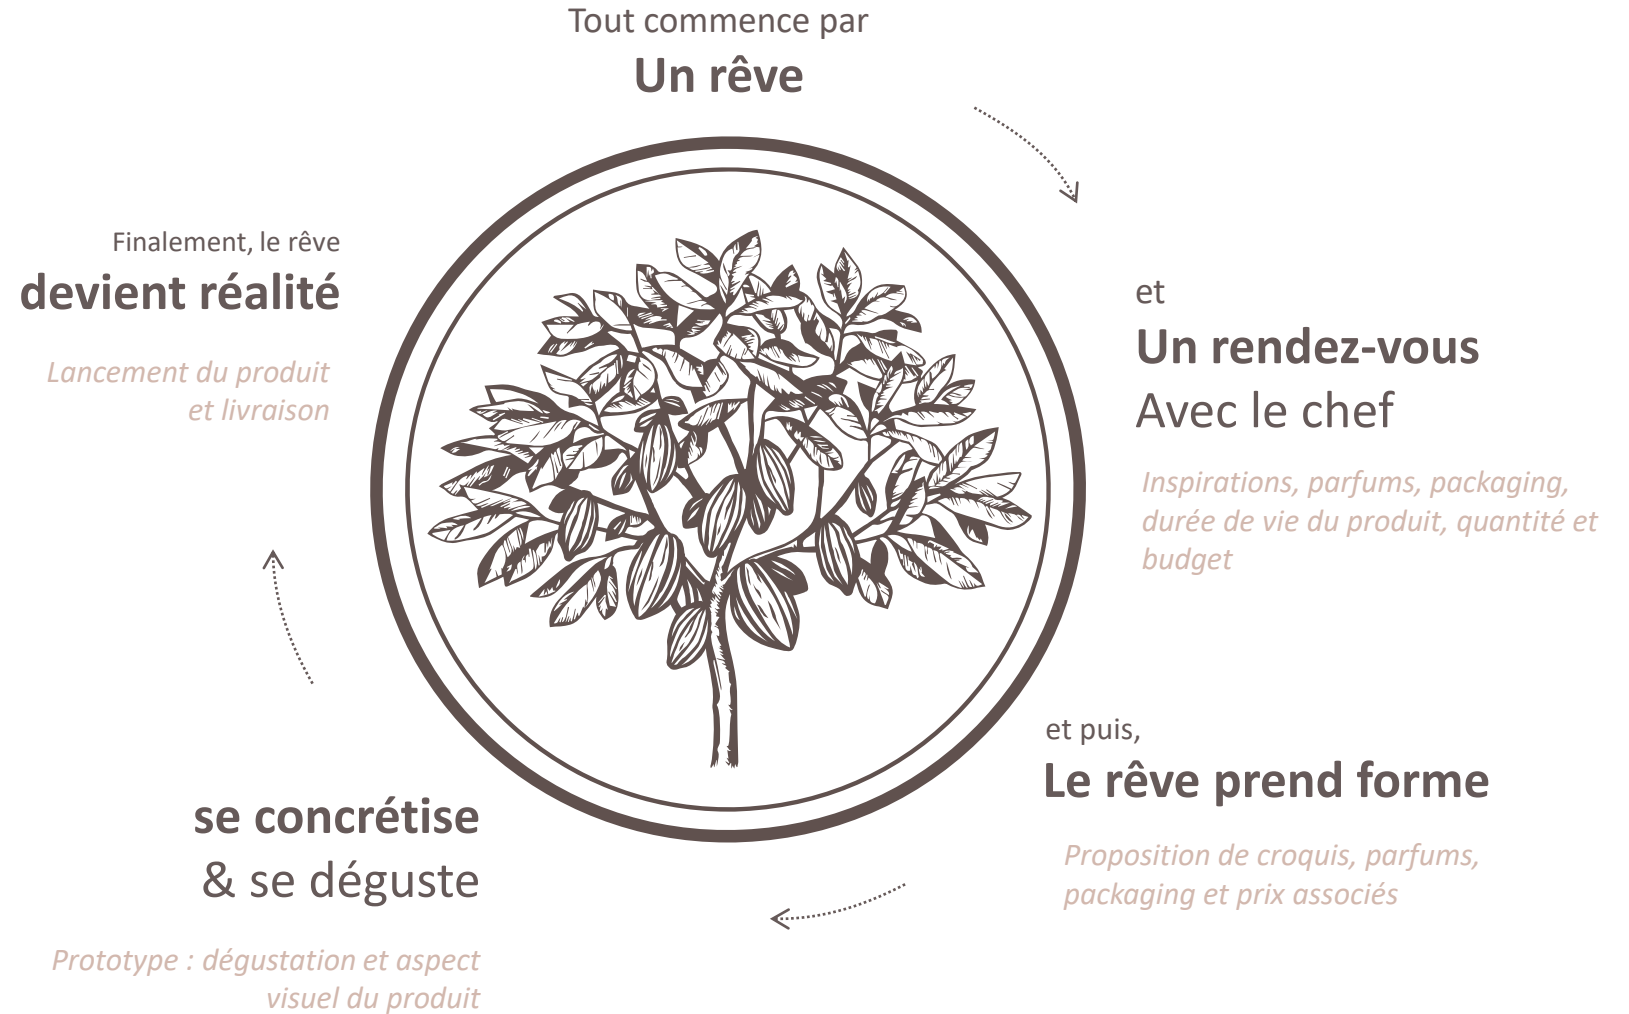 Tout commence par
Un rêve
et
Un rendez-vous
Avec le chef
Inspirations, parfums, packaging,
durée de vie du produit, quantité et
budget
et puis,
Le rêve prend forme
Proposition de croquis, parfums,
packaging et prix associés
se concrétise
& se déguste
Prototype : dégustation et aspect
visuel du produit
Finalement, le rêve
devient réalité
Lancement du produit
et livraison